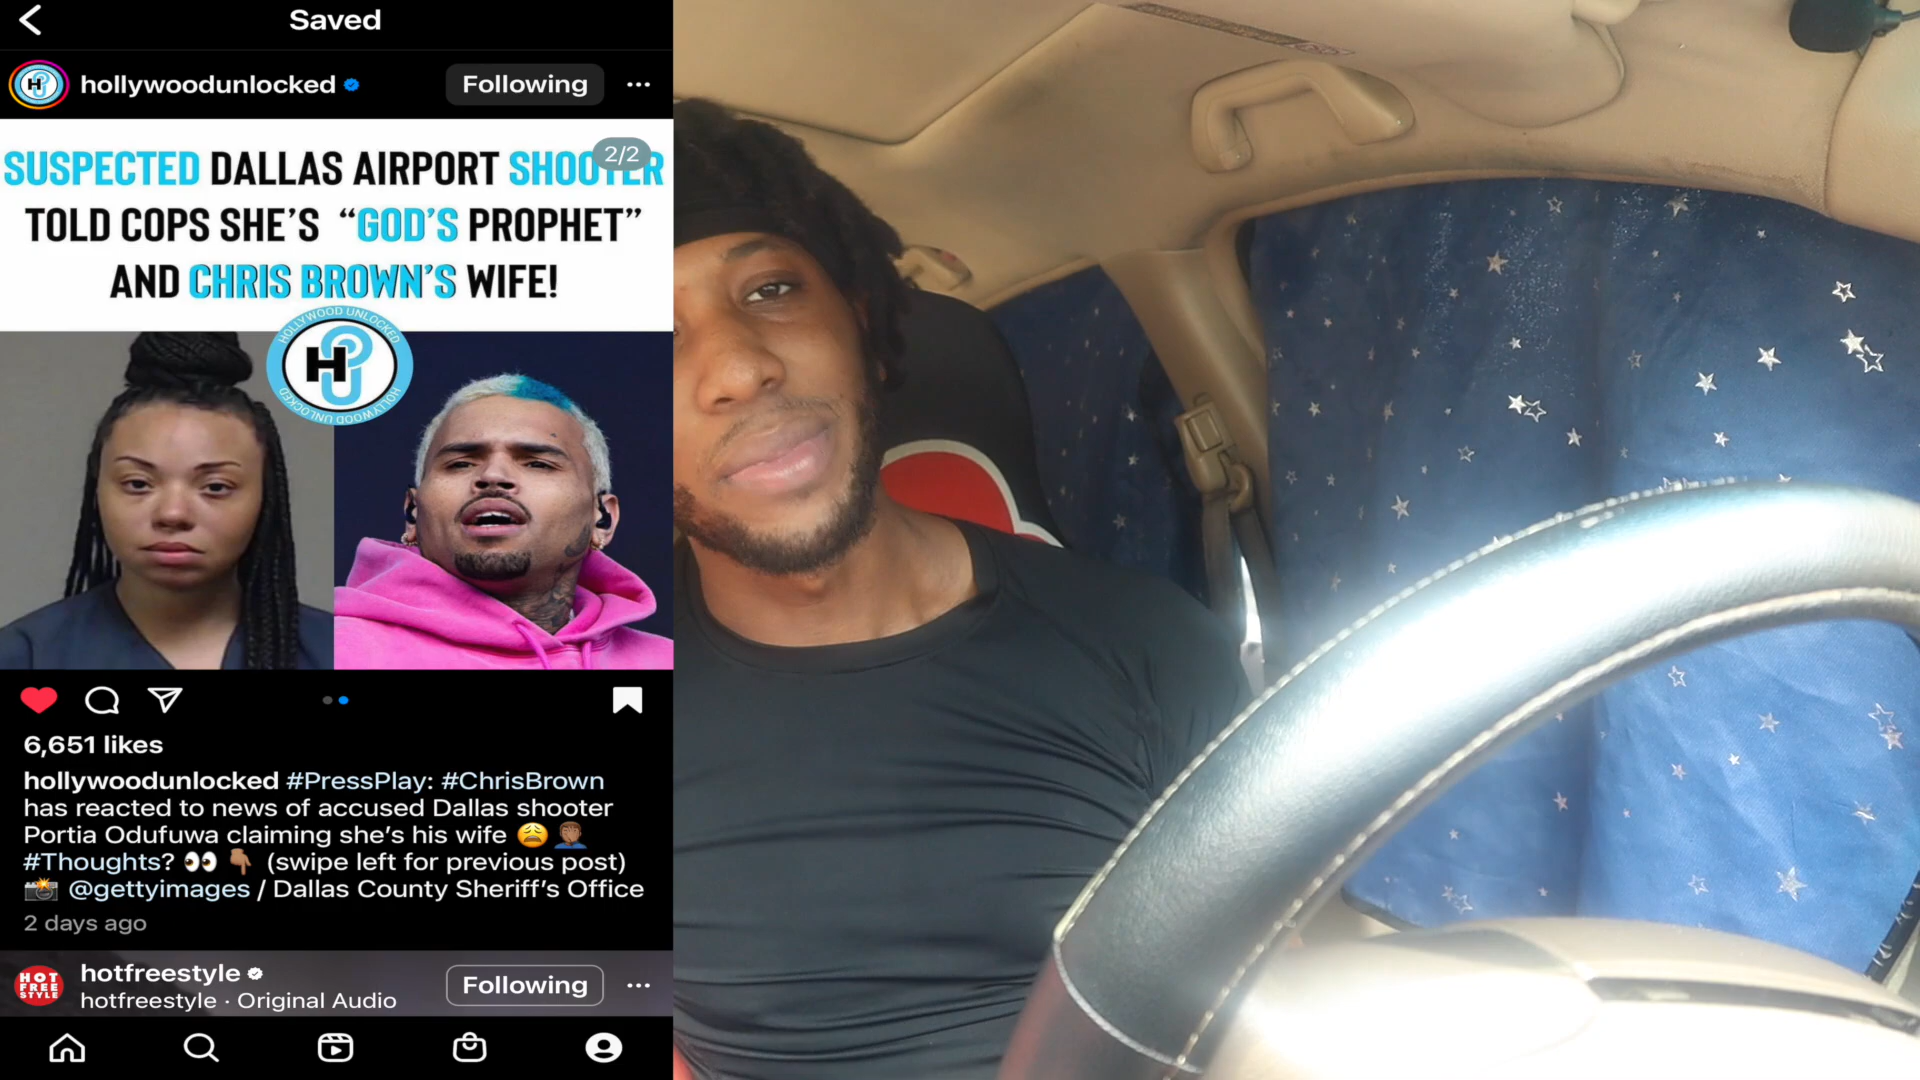 Saved
hollywoodunlocked
Following
2/2
SUSPECTED DALLAS AIRPORT SHOOTER
TOLD COPS SHE'S "GOD'S PROPHET"
AND CHRIS BROWN'S WIFE!
HOLLYWOOD UNLOCKED
H
HOLLYWOOD UNLOCKED
6,651 likes
hollywoodunlocked #PressPlay: #ChrisBrown
has reacted to news of accused Dallas shooter
Portia Odufuwa claiming she's his wife 😩 🤦🏾‍♂️
#Thoughts? 👀 👇🏾 (swipe left for previous post)
📸 @gettyimages / Dallas County Sheriff's Office
2 days ago
HOT
FREE
STYLE
hotfreestyle
hotfreestyle · Original Audio
Following